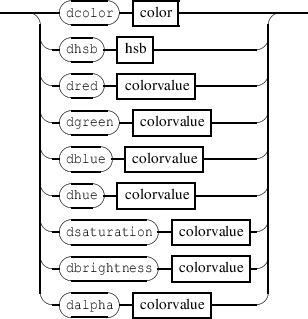 dcolor color
dhsb hsb
dred colorvalue
dgreen colorvalue
dblue colorvalue
dhue colorvalue
dsaturation colorvalue
dbrightness colorvalue
dalpha colorvalue